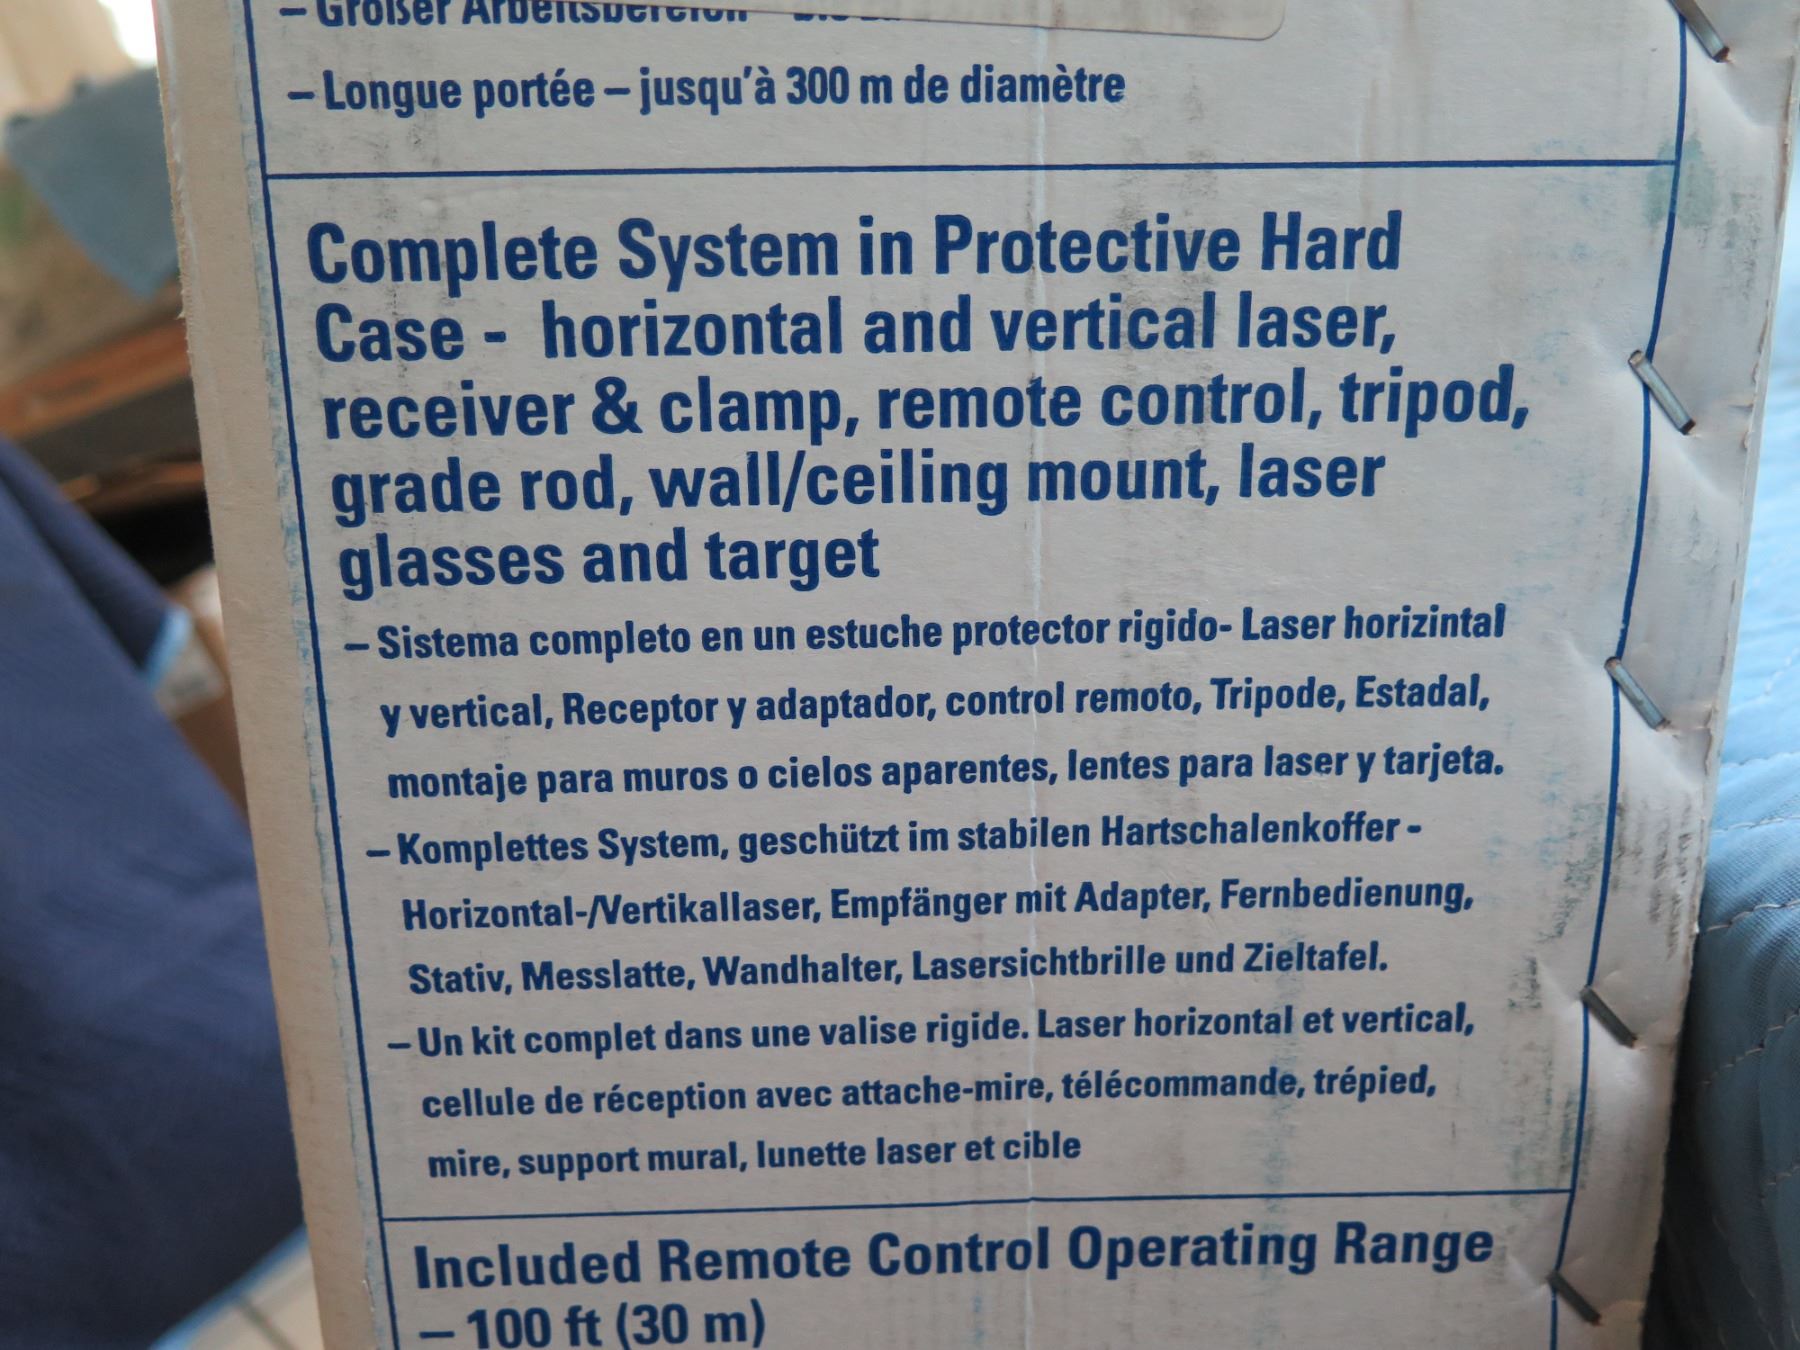 – Großer Arbeitsbereich
– Longue portée – jusqu'à 300 m de diamètre
Complete System in Protective Hard
Case - horizontal and vertical laser,
receiver & clamp, remote control, tripod,
grade rod, wall/ceiling mount, laser
glasses and target
– Sistema completo en un estuche protector rigido- Laser horizintal
y vertical, Receptor y adaptador, control remoto, Tripode, Estadal,
montaje para muros o cielos aparentes, lentes para laser y tarjeta.
– Komplettes System, geschützt im stabilen Hartschalenkoffer -
Horizontal-/Vertikallaser, Empfänger mit Adapter, Fernbedienung,
Stativ, Messlatte, Wandhalter, Lasersichtbrille und Zieltafel.
– Un kit complet dans une valise rigide. Laser horizontal et vertical,
cellule de réception avec attache-mire, télécommande, trépied,
mire, support mural, lunette laser et cible
Included Remote Control Operating Range
– 100 ft (30 m)